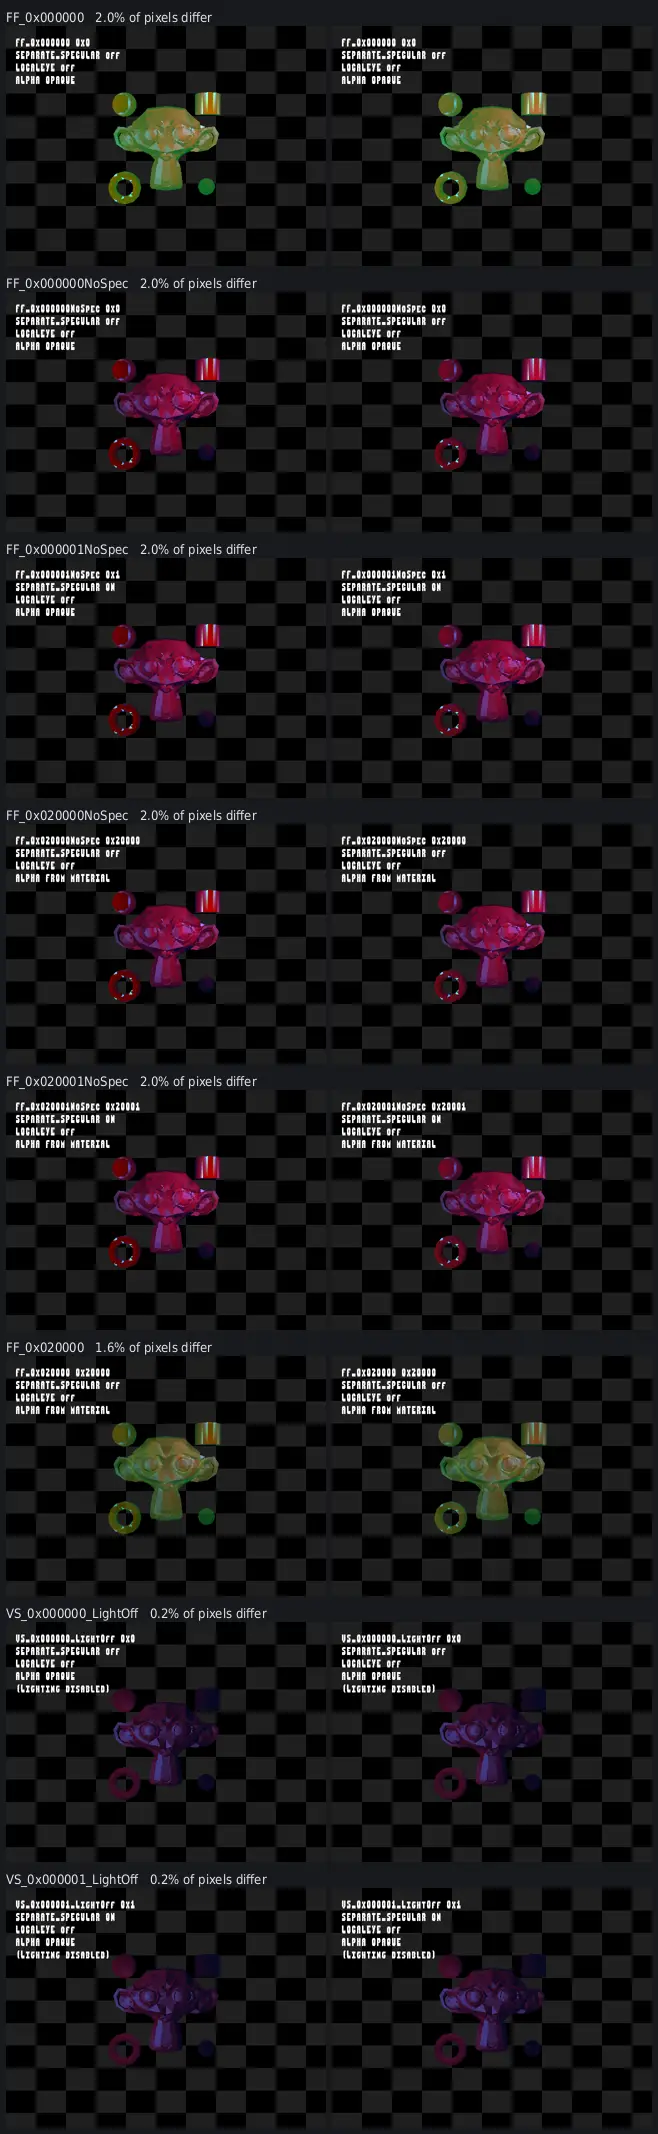 FF_0x000000 2.0% of pixels differ
FF_0x000000 0x0 FF_0x000000 0x0
SEPARATE_SPECULAR OFF SEPARATE_SPECULAR OFF
LOCALEYE OFF LOCALEYE OFF
ALPHA OPAQUE ALPHA OPAQUE
FF_0x000000NoSpec 2.0% of pixels differ
FF_0x000000NoSpec 0x0 FF_0x000000NoSpec 0x0
SEPARATE_SPECULAR OFF SEPARATE_SPECULAR OFF
LOCALEYE OFF LOCALEYE OFF
ALPHA OPAQUE ALPHA OPAQUE
FF_0x000001NoSpec 2.0% of pixels differ
FF_0x000001NoSpec 0x1 FF_0x000001NoSpec 0x1
SEPARATE_SPECULAR ON SEPARATE_SPECULAR ON
LOCALEYE OFF LOCALEYE OFF
ALPHA OPAQUE ALPHA OPAQUE
FF_0x020000NoSpec 2.0% of pixels differ
FF_0x020000NoSpec 0x20000 FF_0x020000NoSpec 0x20000
SEPARATE_SPECULAR OFF SEPARATE_SPECULAR OFF
LOCALEYE OFF LOCALEYE OFF
ALPHA FROM MATERIAL ALPHA FROM MATERIAL
FF_0x020001NoSpec 2.0% of pixels differ
FF_0x020001NoSpec 0x20001 FF_0x020001NoSpec 0x20001
SEPARATE_SPECULAR ON SEPARATE_SPECULAR ON
LOCALEYE OFF LOCALEYE OFF
ALPHA FROM MATERIAL ALPHA FROM MATERIAL
FF_0x020000 1.6% of pixels differ
FF_0x020000 0x20000 FF_0x020000 0x20000
SEPARATE_SPECULAR OFF SEPARATE_SPECULAR OFF
LOCALEYE OFF LOCALEYE OFF
ALPHA FROM MATERIAL ALPHA FROM MATERIAL
VS_0x000000_LightOff 0.2% of pixels differ
VS_0x000000_LightOff 0x0 VS_0x000000_LightOff 0x0
SEPARATE_SPECULAR OFF SEPARATE_SPECULAR OFF
LOCALEYE OFF LOCALEYE OFF
ALPHA OPAQUE ALPHA OPAQUE
(LIGHTING DISABLED) (LIGHTING DISABLED)
VS_0x000001_LightOff 0.2% of pixels differ
VS_0x000001_LightOff 0x1 VS_0x000001_LightOff 0x1
SEPARATE_SPECULAR ON SEPARATE_SPECULAR ON
LOCALEYE OFF LOCALEYE OFF
ALPHA OPAQUE ALPHA OPAQUE
(LIGHTING DISABLED) (LIGHTING DISABLED)